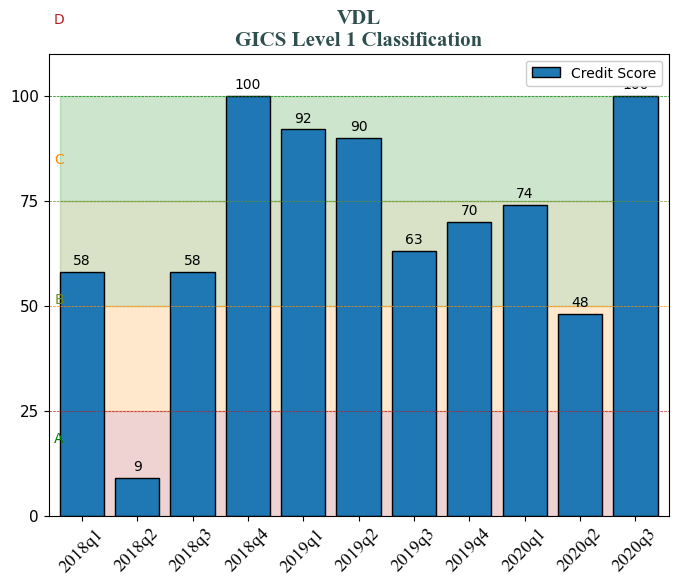 D
VDL
GICS Level 1 Classification
Credit Score
100
75
50
25
0
C
B
A
58
9
58
100
92
90
63
70
74
48
100
2018q1
2018q2
2018q3
2018q4
2019q1
2019q2
2019q3
2019q4
2020q1
2020q2
2020q3